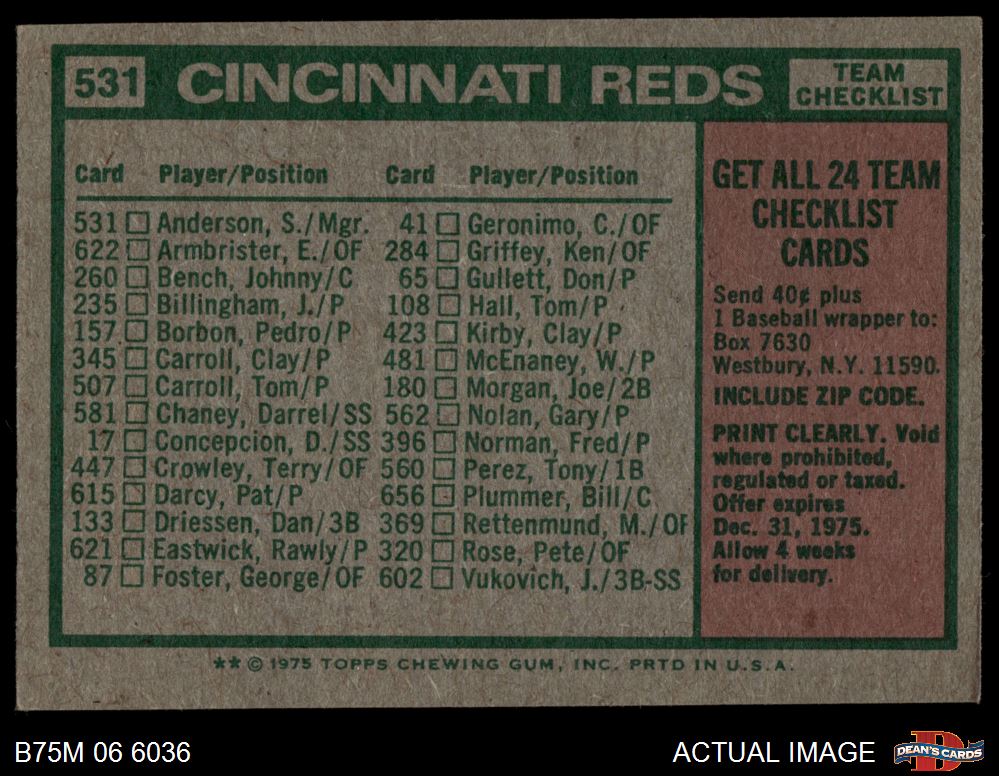 531 CINCINNATI REDS TEAM CHECKLIST
Card Player/Position Card Player/Position
531 Anderson, S./Mgr. 41 Geronimo, C./OF
622 Armbrister, E./OF 284 Griffey, Ken/OF
260 Bench, Johnny/C 65 Gullett, Don/P
235 Billingham, J./P 108 Hall, Tom/P
157 Borbon, Pedro/P 423 Kirby, Clay/P
345 Carroll, Clay/P 481 McEnaney, W./P
507 Carroll, Tom/P 180 Morgan, Joe/2B
581 Chaney, Darrel/SS 562 Nolan, Gary/P
17 Concepcion, D./SS 396 Norman, Fred/P
447 Crowley, Terry/OF 560 Perez, Tony/1B
615 Darcy, Pat/P 656 Plummer, Bill/C
133 Driessen, Dan/3B 369 Rettenmund, M./OF
621 Eastwick, Rawly/P 320 Rose, Pete/OF
87 Foster, George/OF 602 Vukovich, J./3B-SS
GET ALL 24 TEAM
CHECKLIST
CARDS
Send 40¢ plus
1 Baseball wrapper to:
Box 7630
Westbury, N.Y. 11590.
INCLUDE ZIP CODE.
PRINT CLEARLY. Void
where prohibited,
regulated or taxed.
Offer expires
Dec. 31, 1975.
Allow 4 weeks
for delivery.
** © 1975 TOPPS CHEWING GUM, INC. PRTD IN U.S.A.
B75M 06 6036 ACTUAL IMAGE DEAN'S CARDS